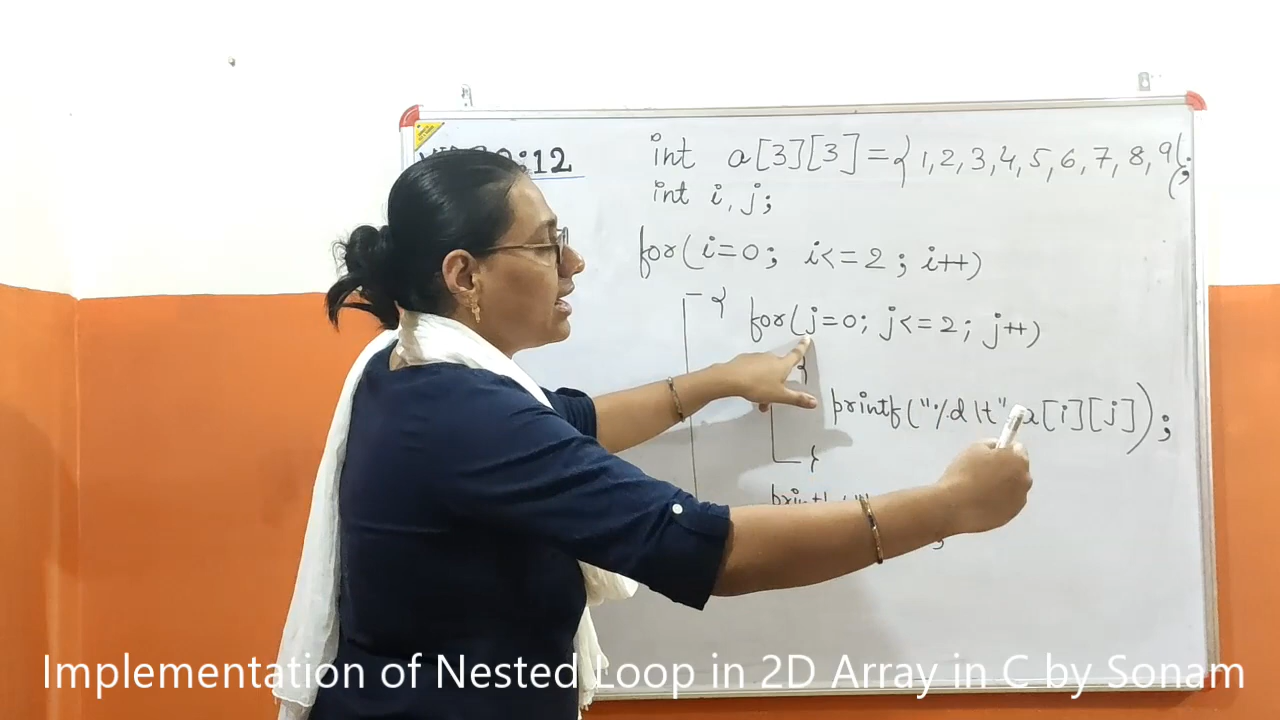 :12
int a[3][3]={1,2,3,4,5,6,7,8,9};
int i, j;
for(i=0; i<=2; i++)
{ for(j=0; j<=2; j++)
{
printf("%d\t" a[i][j]);
}
;
Implementation of Nested Loop in 2D Array in C by Sonam